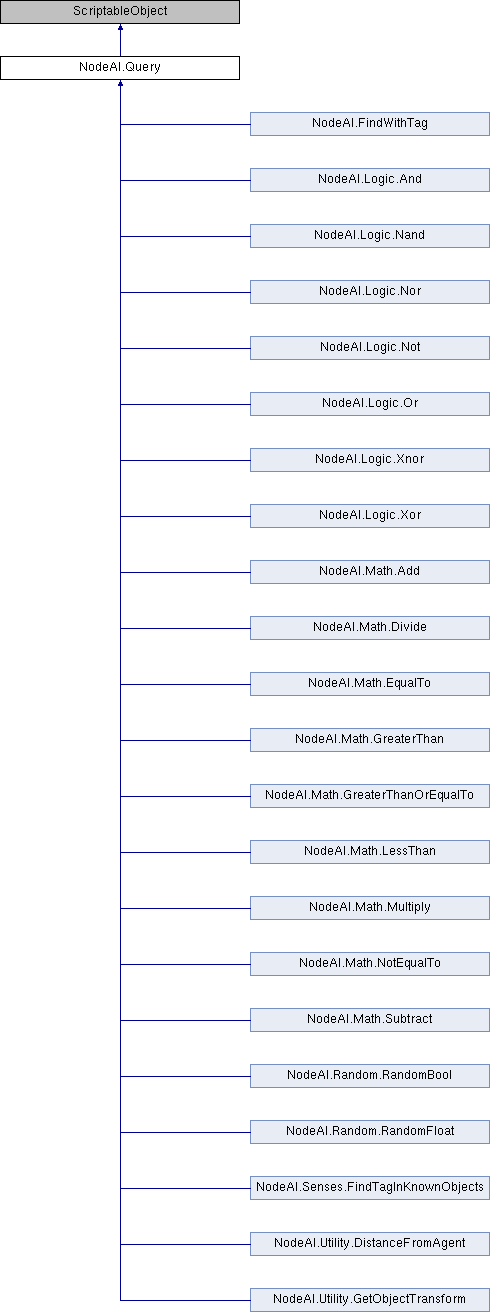 ScriptableObject
NodeAI.Query
NodeAI.FindWithTag
NodeAI.Logic.And
NodeAI.Logic.Nand
NodeAI.Logic.Nor
NodeAI.Logic.Not
NodeAI.Logic.Or
NodeAI.Logic.Xnor
NodeAI.Logic.Xor
NodeAI.Math.Add
NodeAI.Math.Divide
NodeAI.Math.EqualTo
NodeAI.Math.GreaterThan
NodeAI.Math.GreaterThanOrEqualTo
NodeAI.Math.LessThan
NodeAI.Math.Multiply
NodeAI.Math.NotEqualTo
NodeAI.Math.Subtract
NodeAI.Random.RandomBool
NodeAI.Random.RandomFloat
NodeAI.Senses.FindTagInKnownObjects
NodeAI.Utility.DistanceFromAgent
NodeAI.Utility.GetObjectTransform